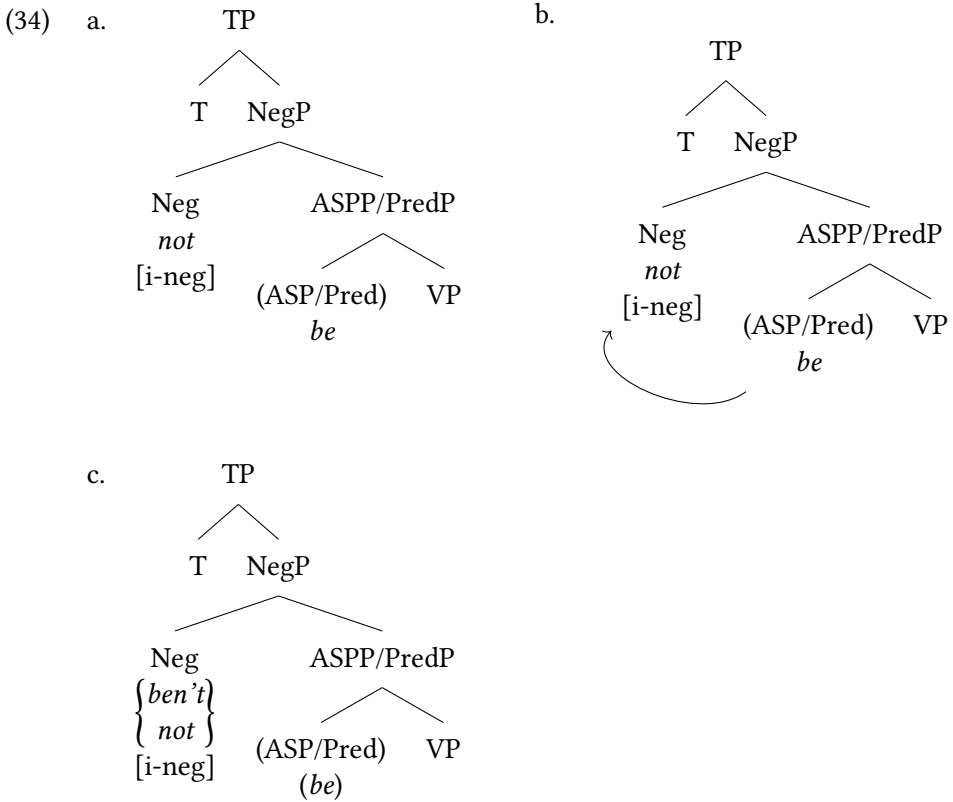 (34) a. TP
T NegP
Neg ASPP/PredP
not
[i-neg] (ASP/Pred) VP
be
b.
TP
T NegP
Neg ASPP/PredP
not
[i-neg] (ASP/Pred) VP
be
c. TP
T NegP
Neg ASPP/PredP
{ben't
not}
[i-neg] (ASP/Pred) VP
(be)